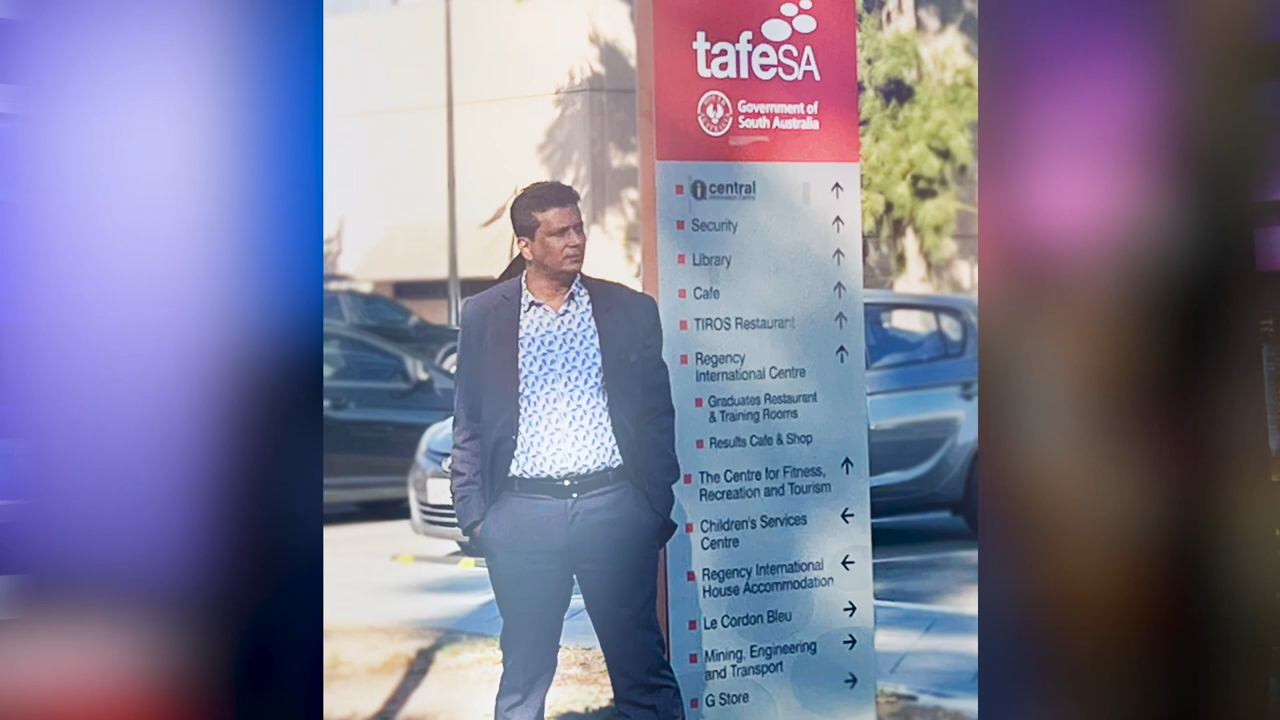 tafeSA
Government of
South Australia
i central
Security
Library
Cafe
TIROS Restaurant
Regency
International Centre
Graduates Restaurant
& Training Rooms
Results Cafe & Shop
The Centre for Fitness,
Recreation and Tourism
Children's Services
Centre
Regency International
House Accommodation
Le Cordon Bleu
Mining, Engineering
and Transport
G Store